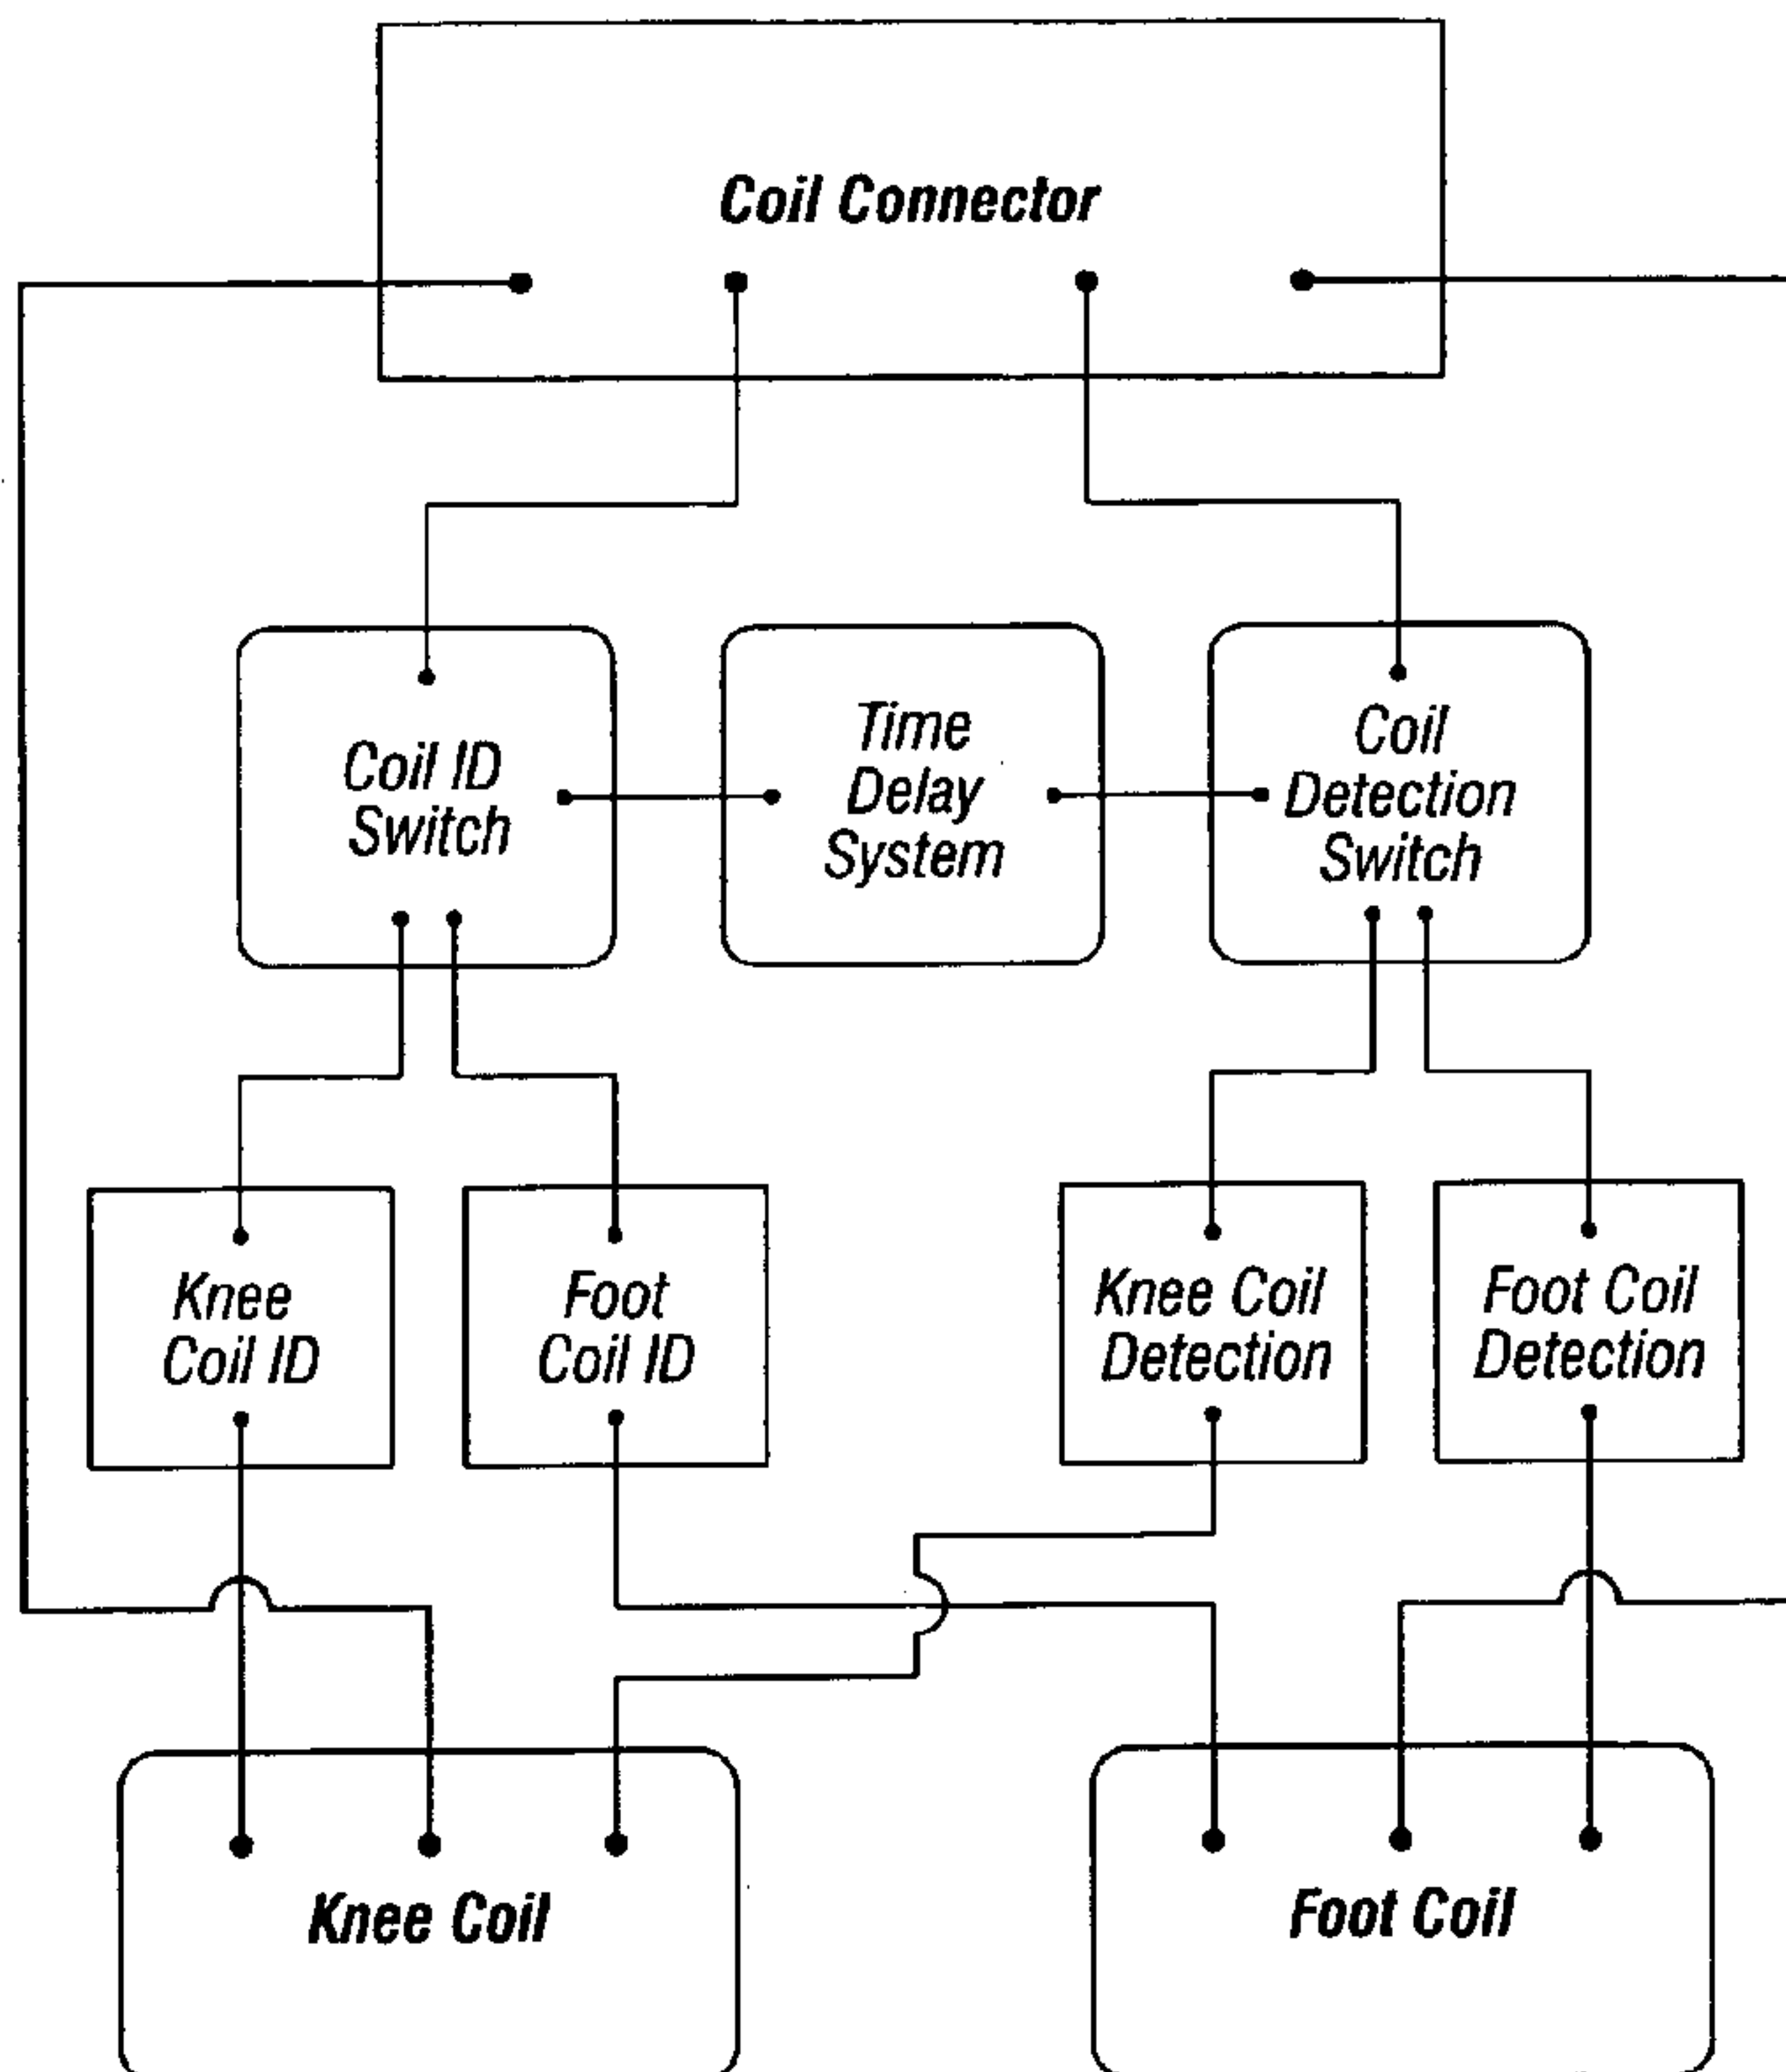 Coil Connector
Coil ID
Switch
Time
Delay
System
Coil
Detection
Switch
Knee
Coil ID
Foot
Coil ID
Knee Coil
Detection
Foot Coil
Detection
Knee Coil
Foot Coil